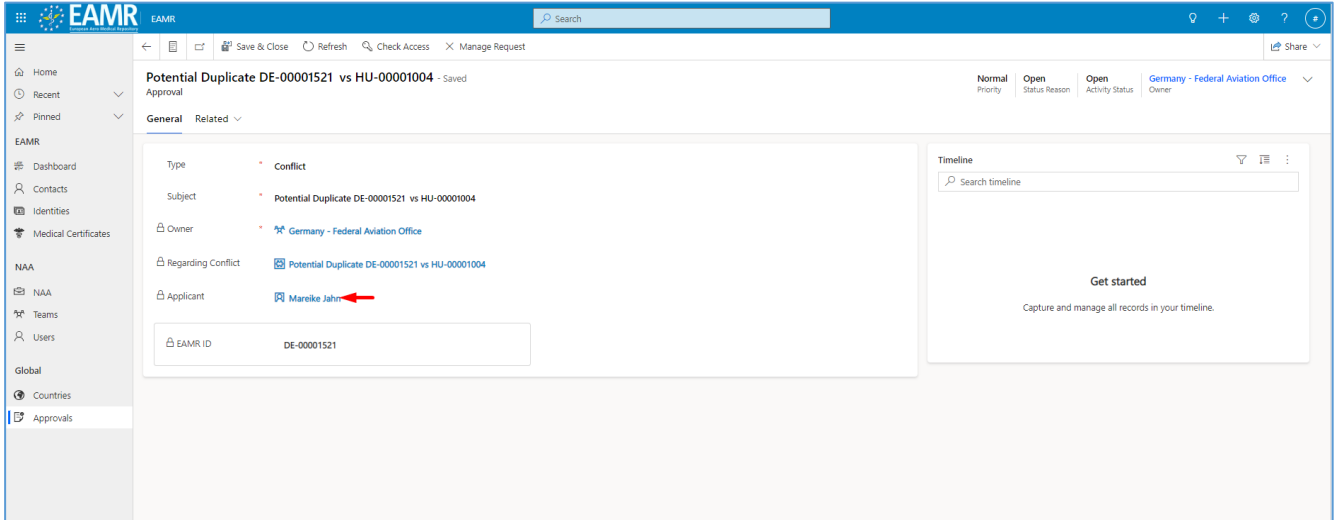 EAMR EAMR Search
European Aero Medical Repository
Save & Close Refresh Check Access Manage Request Share
Home
Recent
Pinned
EAMR
Dashboard
Contacts
Identities
Medical Certificates
NAA
NAA
Teams
Users
Global
Countries
Approvals
Potential Duplicate DE-00001521 vs HU-00001004 - Saved
Approval
Normal Open Open Germany - Federal Aviation Office
Priority Status Reason Activity Status Owner
General Related
Type * Conflict
Subject * Potential Duplicate DE-00001521 vs HU-00001004
Owner * Germany - Federal Aviation Office
Regarding Conflict Potential Duplicate DE-00001521 vs HU-00001004
Applicant Mareike Jahn
EAMR ID DE-00001521
Timeline
Search timeline
Get started
Capture and manage all records in your timeline.